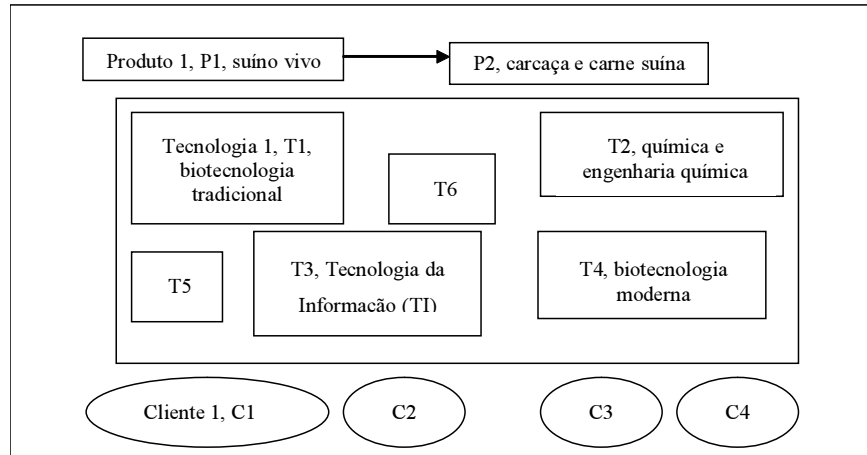 Produto 1, P1, suíno vivo
P2, carcaça e carne suína
Tecnologia 1, T1,
biotecnologia
tradicional
T6
T2, química e
engenharia química
T5
T3, Tecnologia da
Informação (TI)
T4, biotecnologia
moderna
Cliente 1, C1
C2
C3
C4